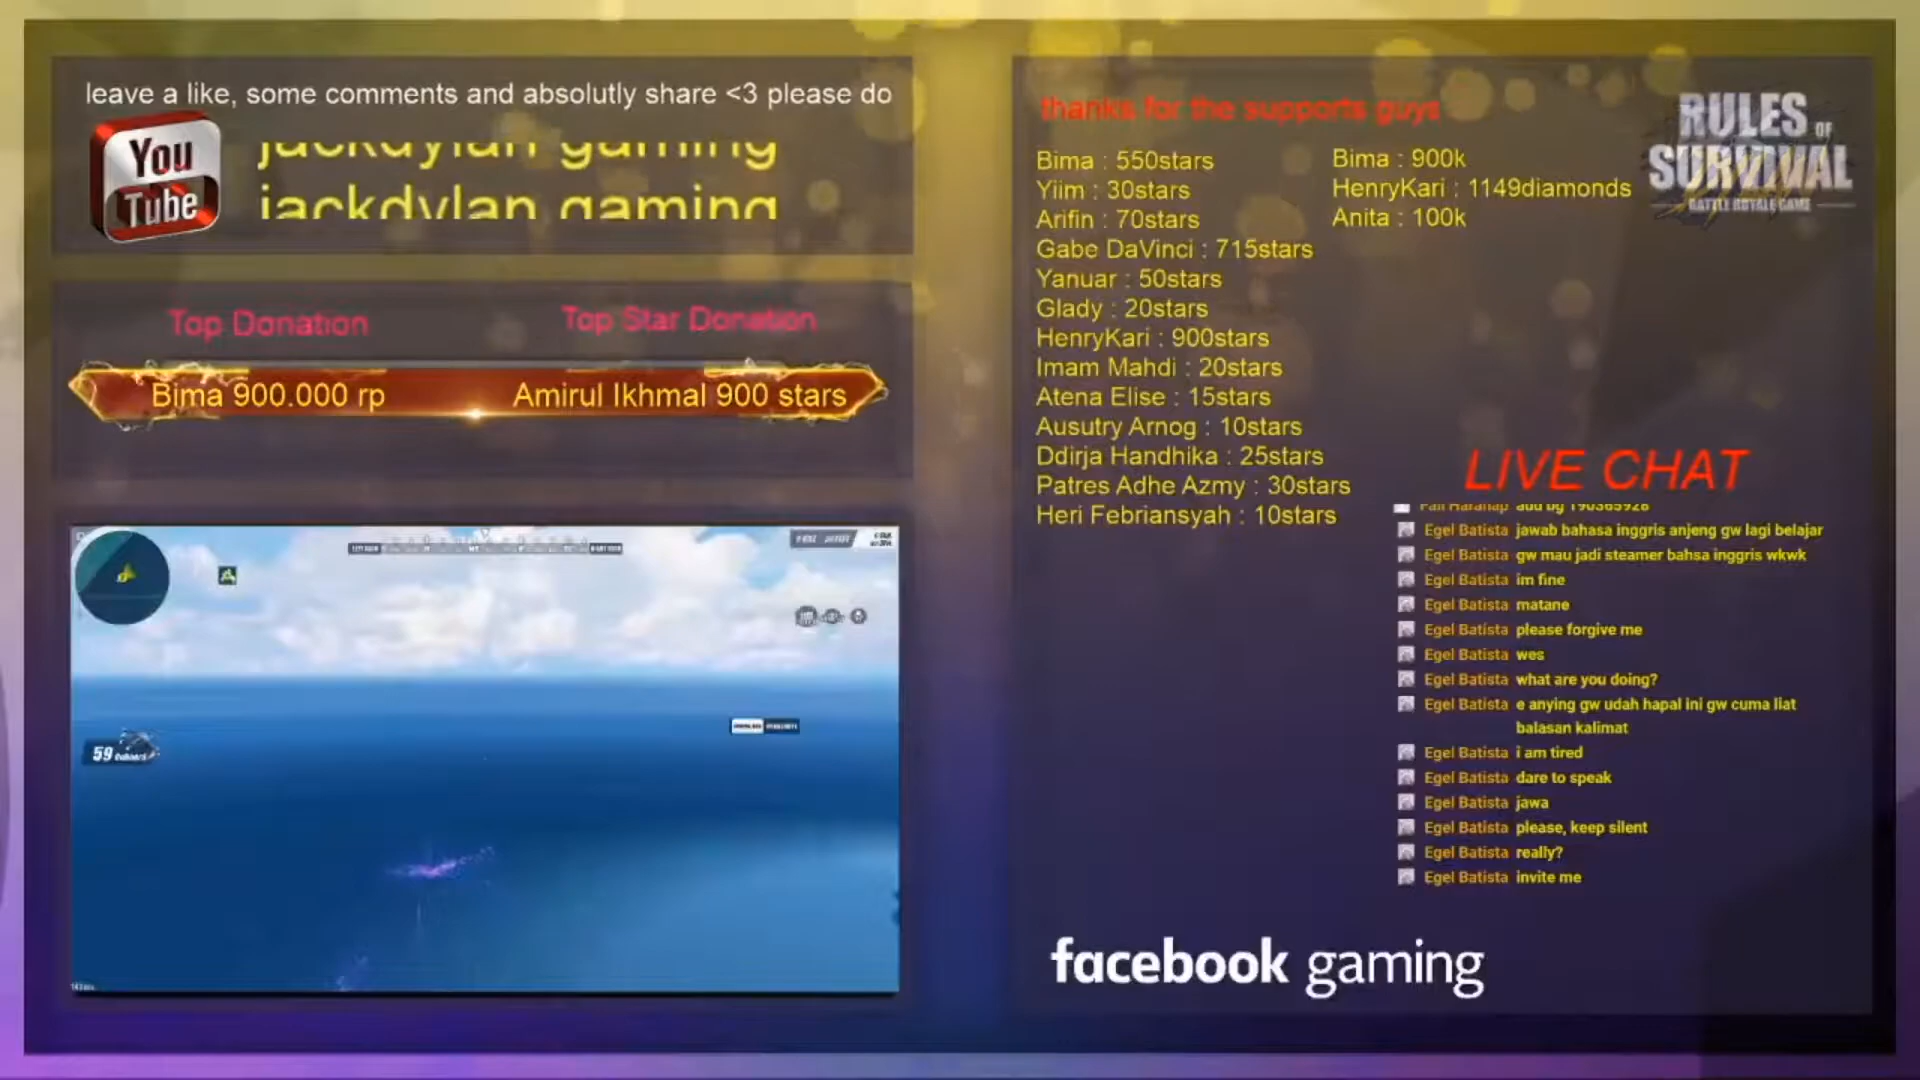 leave a like, some comments and absolutly share <3 please do
You
Tube
jackdylan gaming
jackdylan gaming
Top Donation
Top Star Donation
Bima 900.000 rp
Amirul Ikhmal 900 stars
59
thanks for the supports guys
Bima : 550stars
Yiim : 30stars
Arifin : 70stars
Gabe DaVinci : 715stars
Yanuar : 50stars
Glady : 20stars
HenryKari : 900stars
Imam Mahdi : 20stars
Atena Elise : 15stars
Ausutry Arnog : 10stars
Ddirja Handhika : 25stars
Patres Adhe Azmy : 30stars
Heri Febriansyah : 10stars
Bima : 900k
HenryKari : 1149diamonds
Anita : 100k
RULES OF
SURVIVAL
BATTLE ROYALE GAME
LIVE CHAT
add bg 190365928
Egel Batista jawab bahasa inggris anjeng gw lagi belajar
Egel Batista gw mau jadi steamer bahsa inggris wkwk
Egel Batista im fine
Egel Batista matane
Egel Batista please forgive me
Egel Batista wes
Egel Batista what are you doing?
Egel Batista e anying gw udah hapal ini gw cuma liat
balasan kalimat
Egel Batista i am tired
Egel Batista dare to speak
Egel Batista jawa
Egel Batista please, keep silent
Egel Batista really?
Egel Batista invite me
facebook gaming